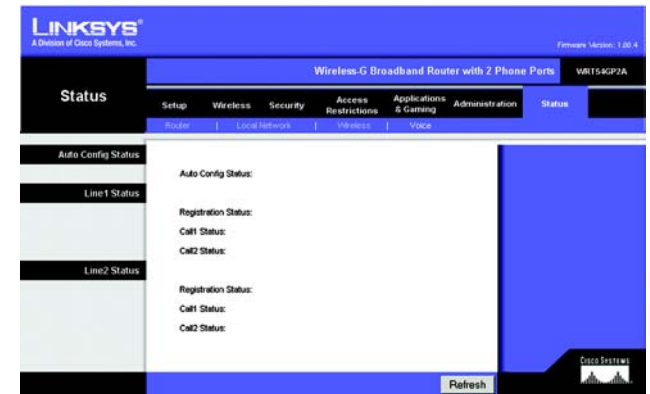 LINKSYS®
A Division of Cisco Systems, Inc.
Firmware Version: 1.00.4
Wireless-G Broadband Router with 2 Phone Ports WRT54GP2A
Status
Setup Wireless Security Access Restrictions Applications & Gaming Administration Status
Router | Local Network | Wireless | Voice
Auto Config Status
Auto Config Status:
Line1 Status
Registration Status:
Call1 Status:
Call2 Status:
Line2 Status
Registration Status:
Call1 Status:
Call2 Status:
CISCO SYSTEMS
Refresh